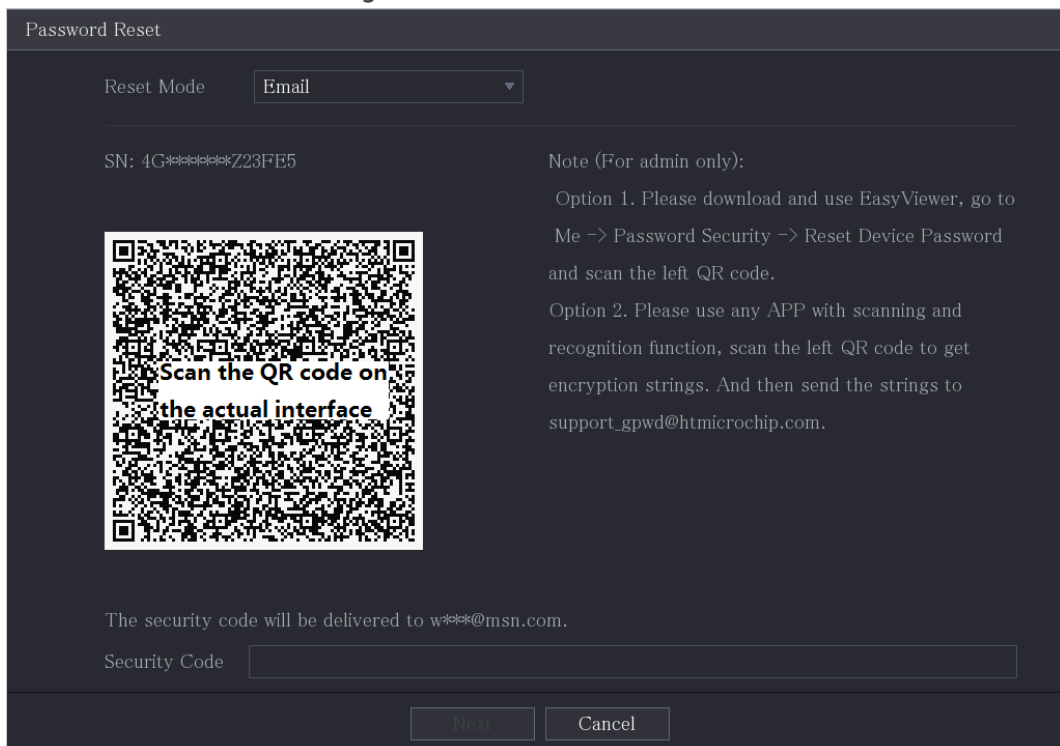 Password Reset
Reset Mode
Email
SN: 4G*******Z23FE5
Note (For admin only):
Option 1. Please download and use EasyViewer, go to
Me -> Password Security -> Reset Device Password
and scan the left QR code.
Option 2. Please use any APP with scanning and
recognition function, scan the left QR code to get
encryption strings. And then send the strings to
support_gpwd@htmicrochip.com.
Scan the QR code on
the actual interface
The security code will be delivered to w***@msn.com.
Security Code
Next
Cancel